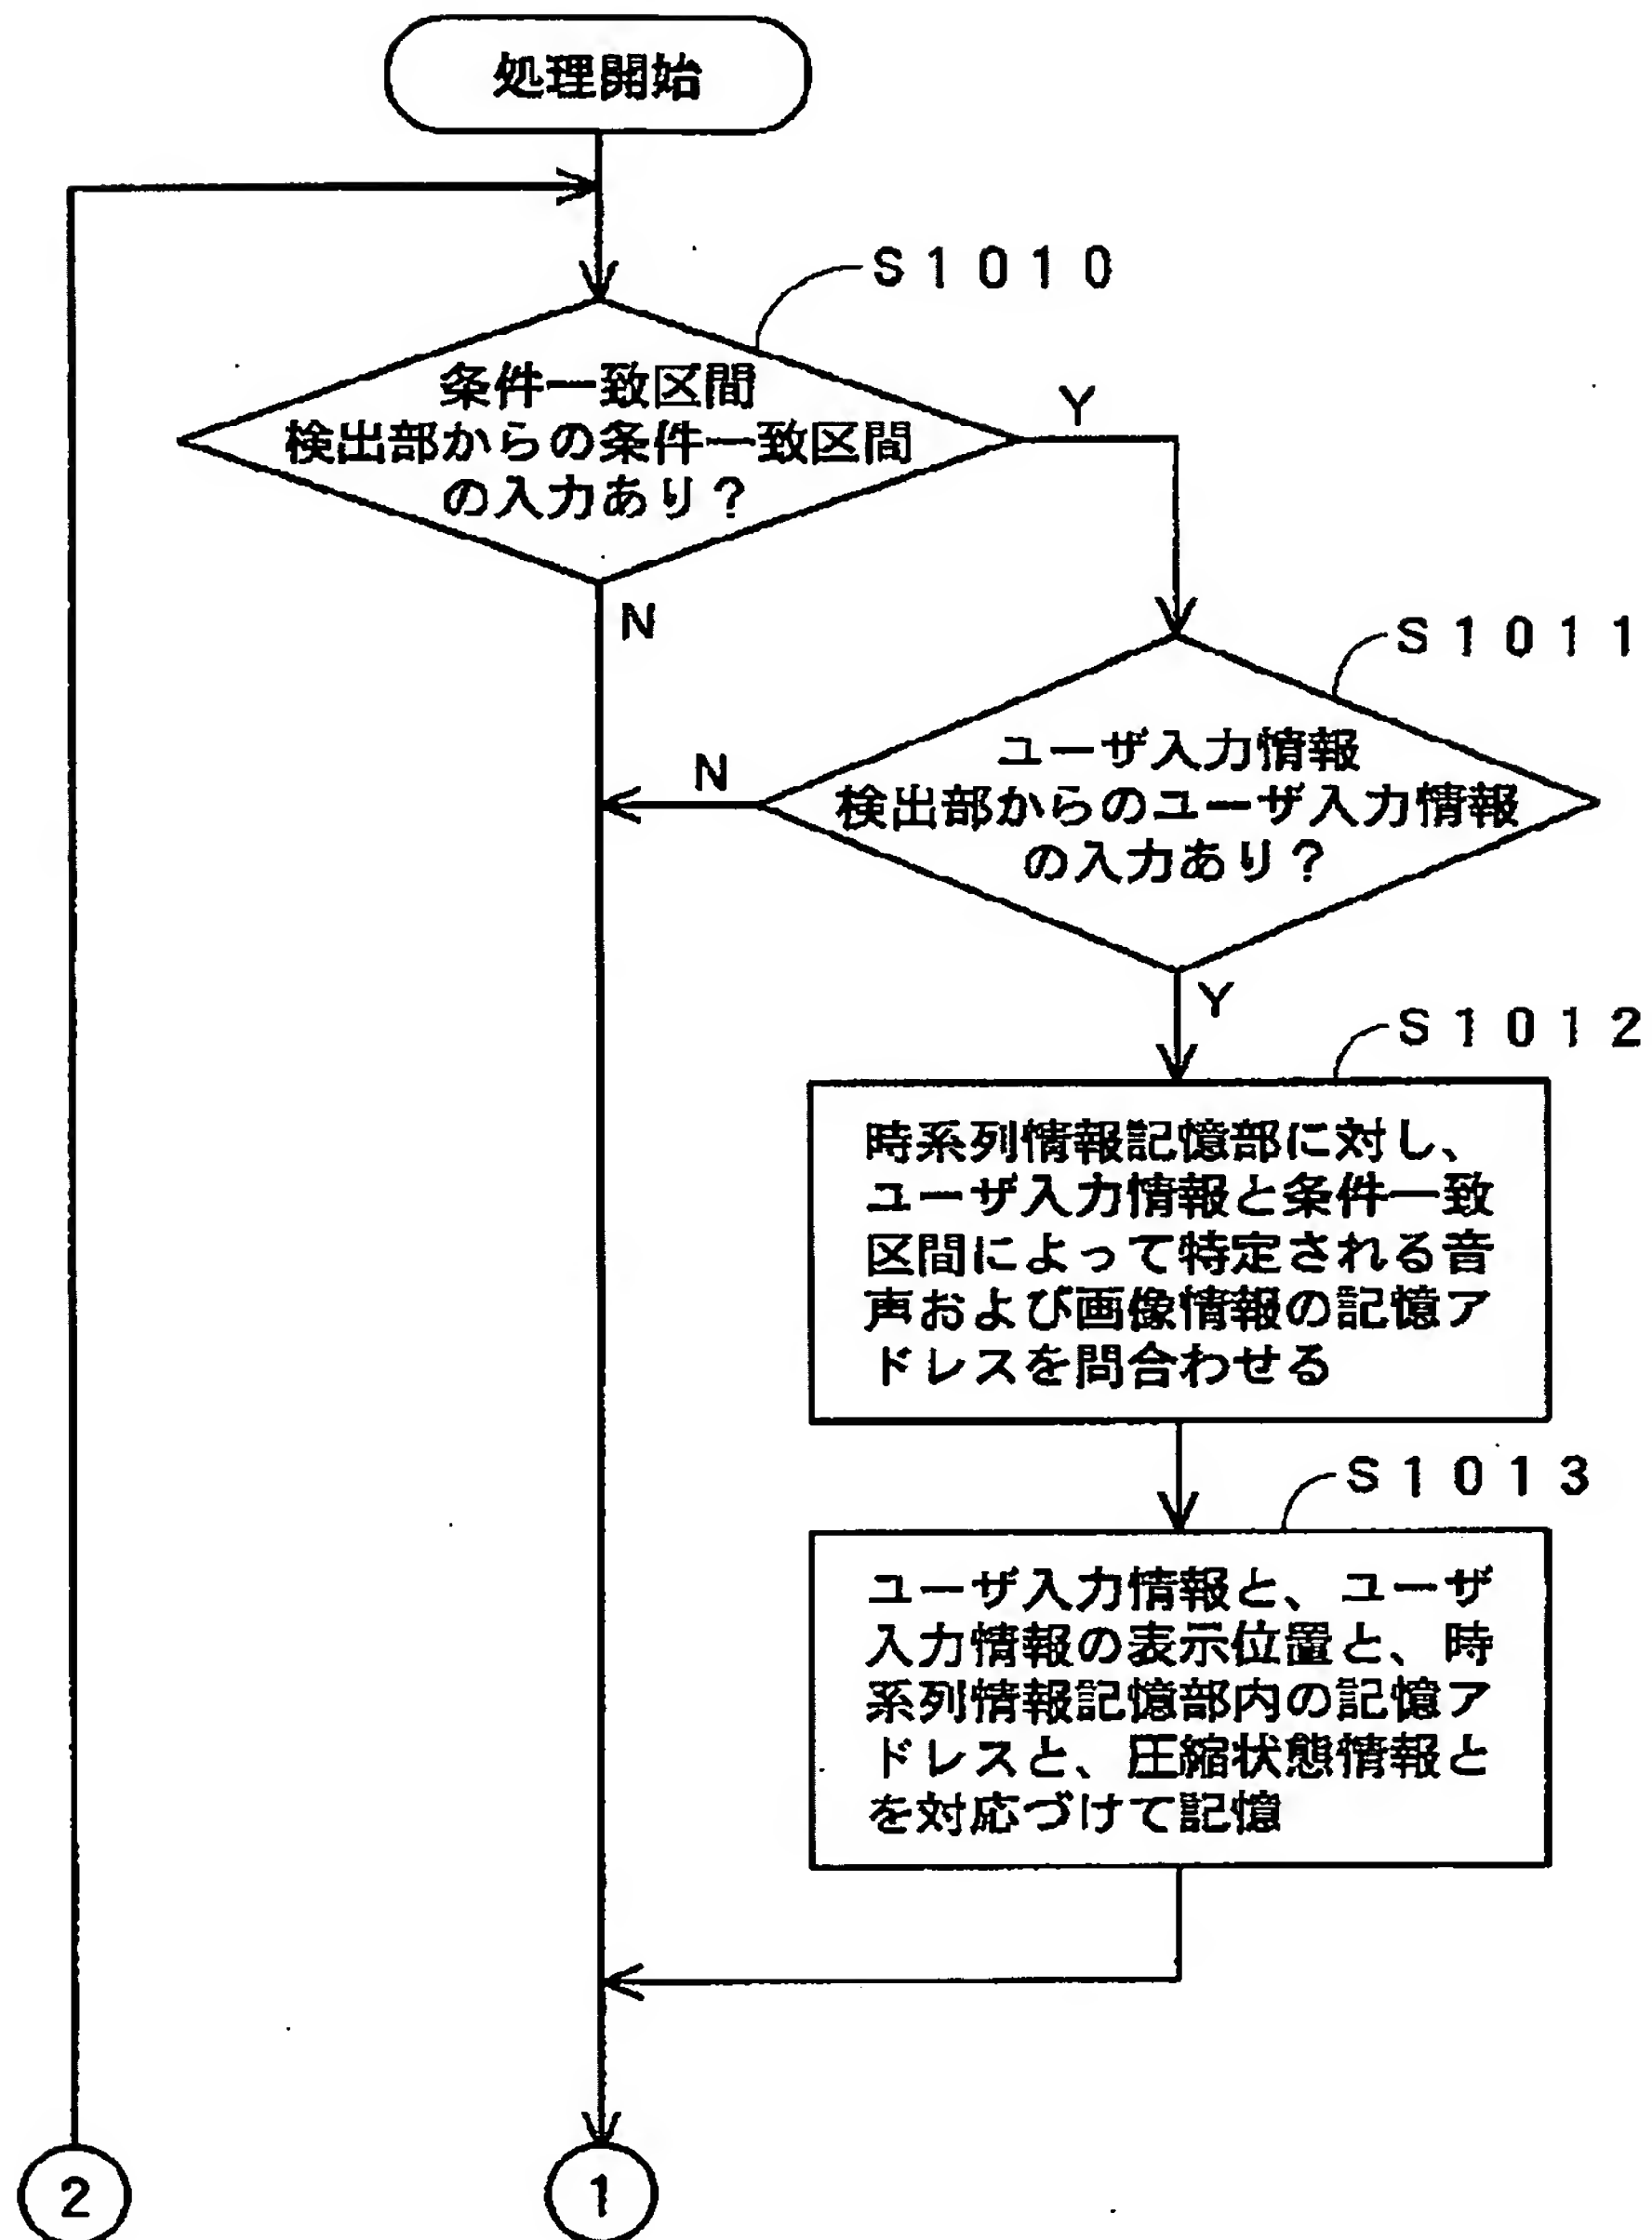 処理開始
S1010
条件一致区間
検出部からの条件一致区間
の入力あり?
Y
N
S1011
ユーザ入力情報
検出部からのユーザ入力情報
の入力あり?
N
Y
S1012
時系列情報記憶部に対し、
ユーザ入力情報と条件一致
区間によって特定される音
声および画像情報の記憶ア
ドレスを問合わせる
S1013
ユーザ入力情報と、ユーザ
入力情報の表示位置と、時
系列情報記憶部内の記憶ア
ドレスと、圧縮状態情報と
を対応づけて記憶
2
1